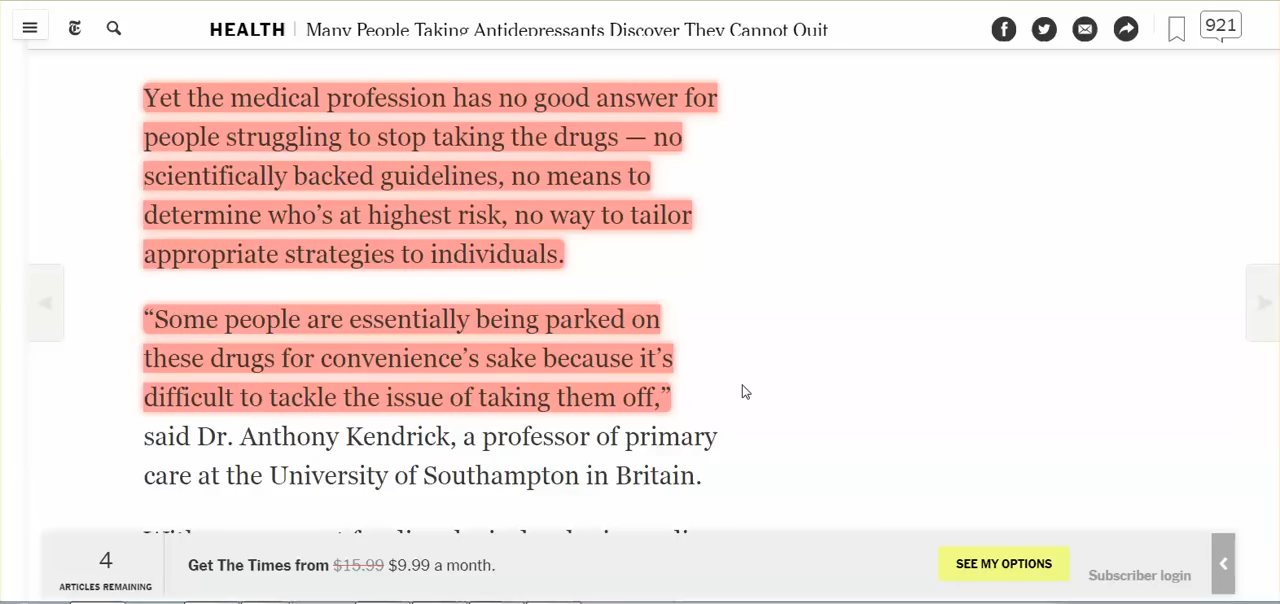 HEALTH | Many People Taking Antidepressants Discover They Cannot Quit
921
Yet the medical profession has no good answer for
people struggling to stop taking the drugs — no
scientifically backed guidelines, no means to
determine who’s at highest risk, no way to tailor
appropriate strategies to individuals.
“Some people are essentially being parked on
these drugs for convenience’s sake because it’s
difficult to tackle the issue of taking them off,”
said Dr. Anthony Kendrick, a professor of primary
care at the University of Southampton in Britain.
4
ARTICLES REMAINING
Get The Times from $15.99 $9.99 a month.
SEE MY OPTIONS
Subscriber login